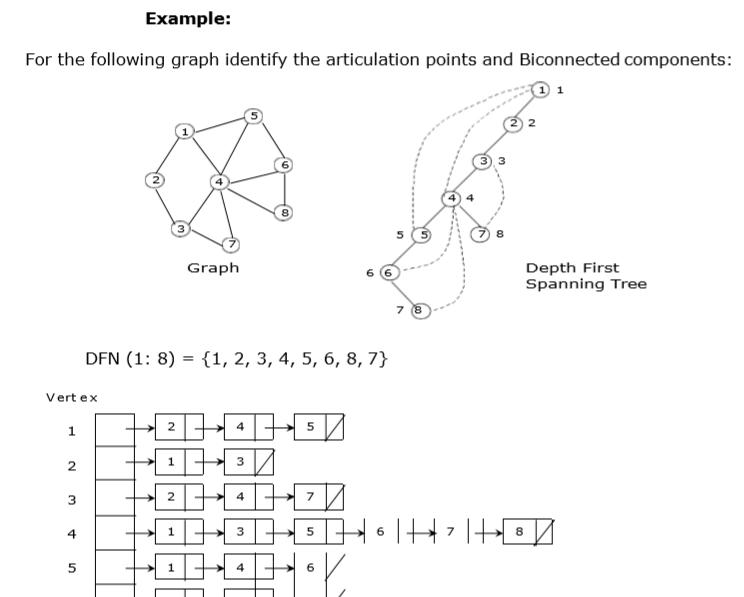 Example:
For the following graph identify the articulation points and Biconnected components:
1 1
5
2 2
1
3 3
6
2
4
4 4
8
3
5 5
7 8
7
Graph
6 6
Depth First
Spanning Tree
7 8
DFN (1: 8) = {1, 2, 3, 4, 5, 6, 8, 7}
Vertex
1 2 4 5
2 1 3
3 2 4 7
4 1 3 5 6 7 8
5 1 4 6